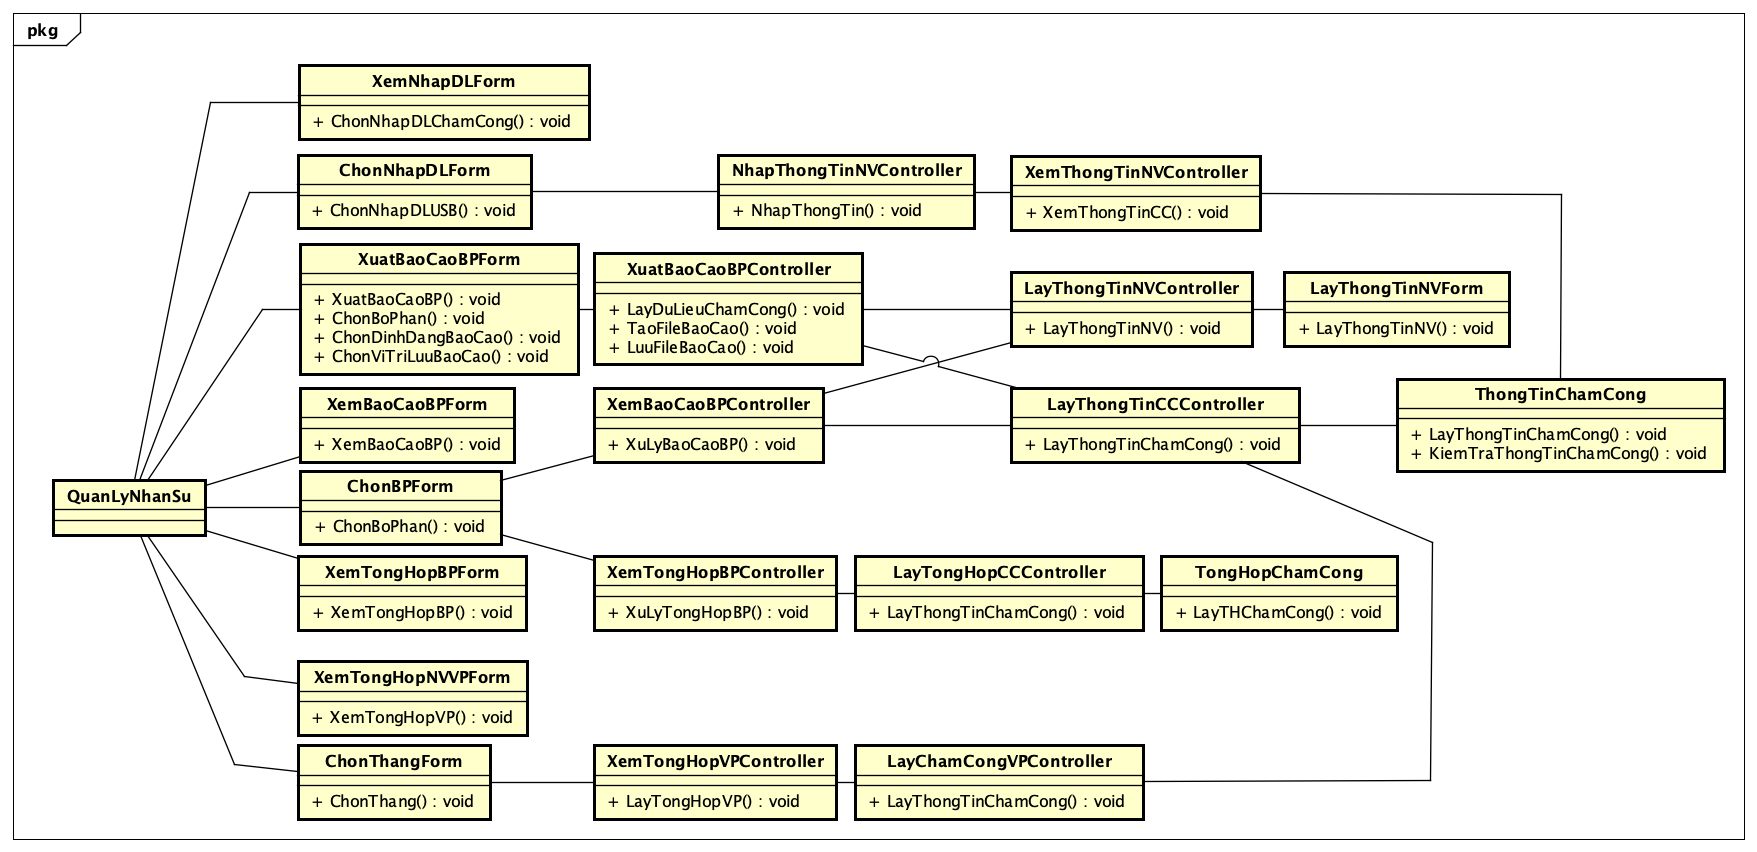 pkg
XemNhapDLForm
+ ChonNhapDLChamCong() : void
ChonNhapDLForm
+ ChonNhapDLUSB() : void
NhapThongTinNVController
+ NhapThongTin() : void
XemThongTinNVController
+ XemThongTinCC() : void
XuatBaoCaoBPForm
+ XuatBaoCaoBP() : void
+ ChonBoPhan() : void
+ ChonDinhDangBaoCao() : void
+ ChonViTriLuuBaoCao() : void
XuatBaoCaoBPController
+ LayDuLieuChamCong() : void
+ TaoFileBaoCao() : void
+ LuuFileBaoCao() : void
LayThongTinNVController
+ LayThongTinNV() : void
LayThongTinNVForm
+ LayThongTinNV() : void
XemBaoCaoBPForm
+ XemBaoCaoBP() : void
XemBaoCaoBPController
+ XuLyBaoCaoBP() : void
LayThongTinCCController
+ LayThongTinChamCong() : void
ThongTinChamCong
+ LayThongTinChamCong() : void
+ KiemTraThongTinChamCong() : void
QuanLyNhanSu
ChonBPForm
+ ChonBoPhan() : void
XemTongHopBPForm
+ XemTongHopBP() : void
XemTongHopBPController
+ XuLyTongHopBP() : void
LayTongHopCCController
+ LayThongTinChamCong() : void
TongHopChamCong
+ LayTHChamCong() : void
XemTongHopNVVPForm
+ XemTongHopVP() : void
ChonThangForm
+ ChonThang() : void
XemTongHopVPController
+ LayTongHopVP() : void
LayChamCongVPController
+ LayThongTinChamCong() : void